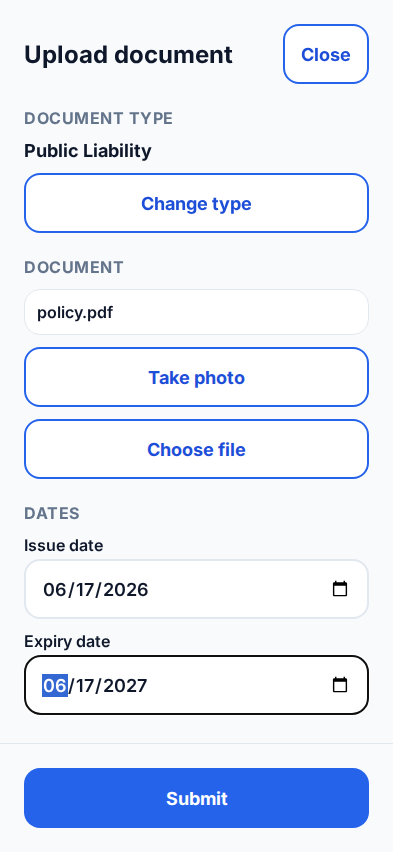 Upload document
Close
DOCUMENT TYPE
Public Liability
Change type
DOCUMENT
policy.pdf
Take photo
Choose file
DATES
Issue date
06/17/2026
Expiry date
06/17/2027
Submit